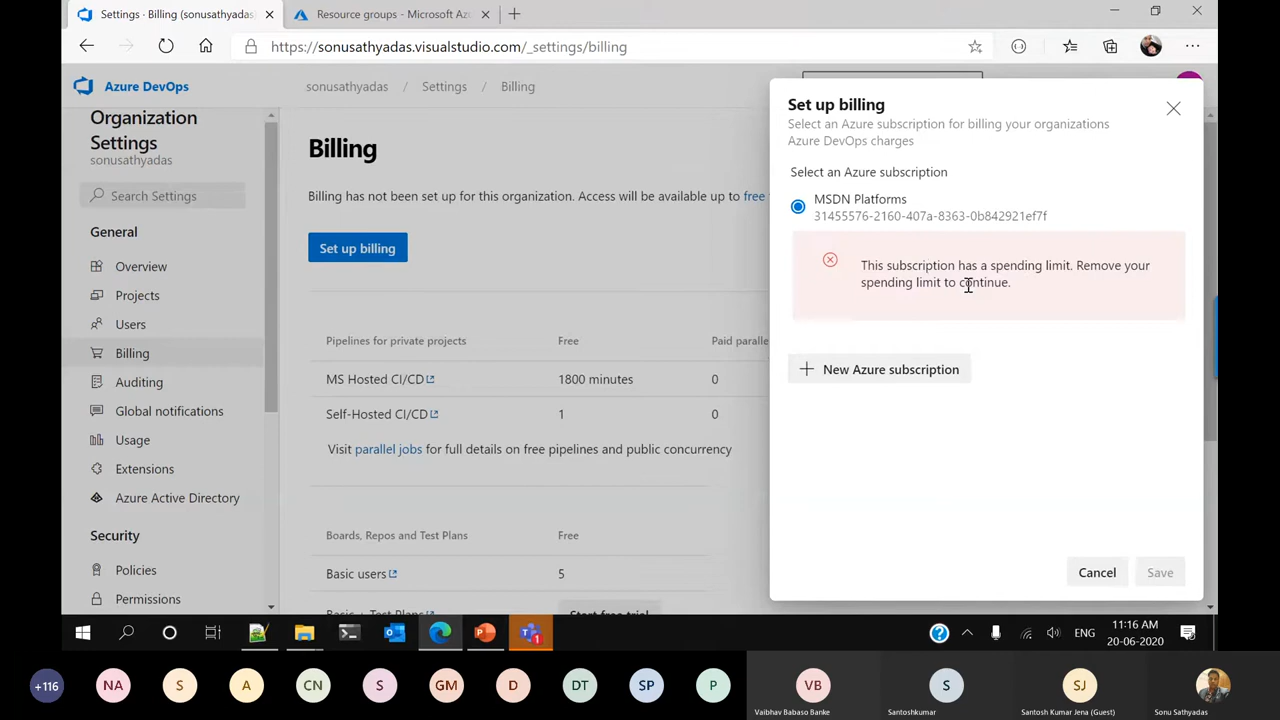 Settings - Billing (sonusathyadas
Resource groups - Microsoft Az
https://sonusathyadas.visualstudio.com/_settings/billing
Azure DevOps
sonusathyadas / Settings / Billing
Organization
Settings
sonusathyadas
Search Settings
General
Overview
Projects
Users
Billing
Auditing
Global notifications
Usage
Extensions
Azure Active Directory
Security
Policies
Permissions
Billing
Billing has not been set up for this organization. Access will be available up to free
Set up billing
Pipelines for private projects Free Paid paralle
MS Hosted CI/CD 1800 minutes 0
Self-Hosted CI/CD 1 0
Visit parallel jobs for full details on free pipelines and public concurrency
Boards, Repos and Test Plans Free
Basic users 5
Basic + Test Plans Start free trial
Set up billing
Select an Azure subscription for billing your organizations
Azure DevOps charges
Select an Azure subscription
MSDN Platforms
31455576-2160-407a-8363-0b842921ef7f
This subscription has a spending limit. Remove your
spending limit to continue.
New Azure subscription
Cancel Save
1
ENG
11:16 AM
20-06-2020
+116 NA S A CN S GM D DT SP P VB S SJ
Vaibhav Babaso Banke Santoshkumar Santosh Kumar Jena (Guest) Sonu Sathyadas